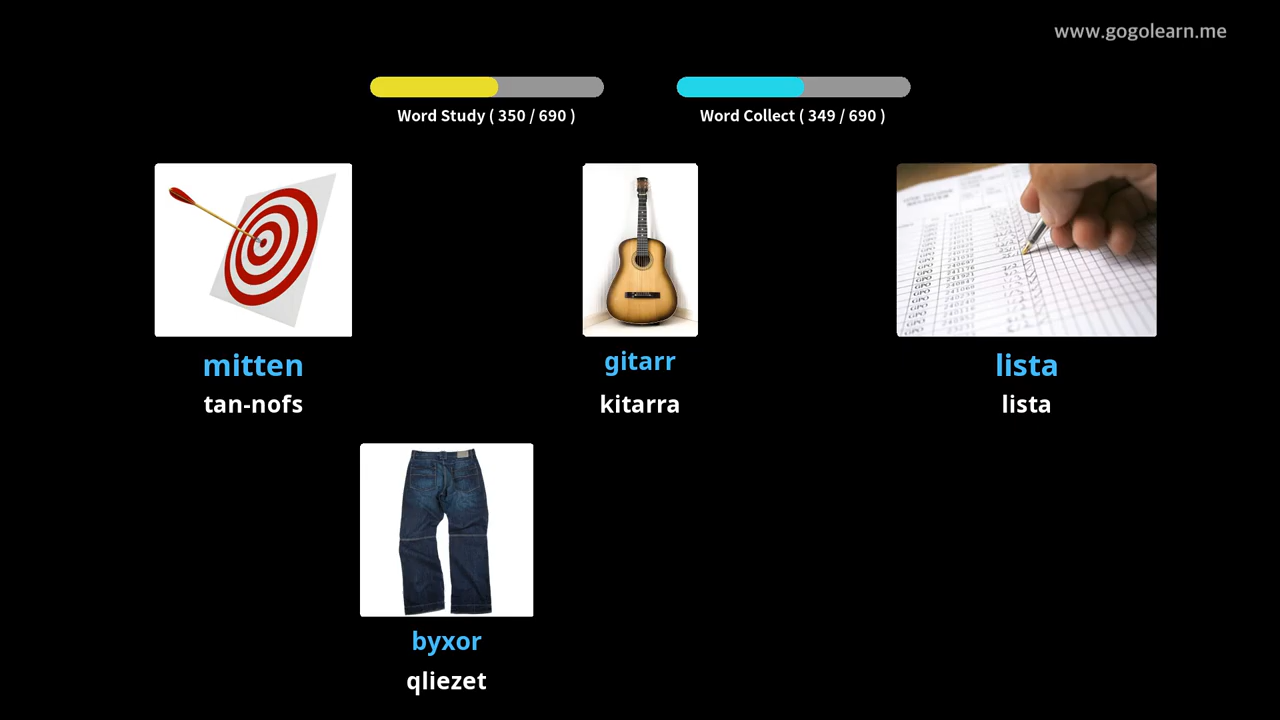 www.gogolearn.me
Word Study ( 350 / 690 )
Word Collect ( 349 / 690 )
mitten
tan-nofs
gitarr
kitarra
lista
lista
byxor
qliezet